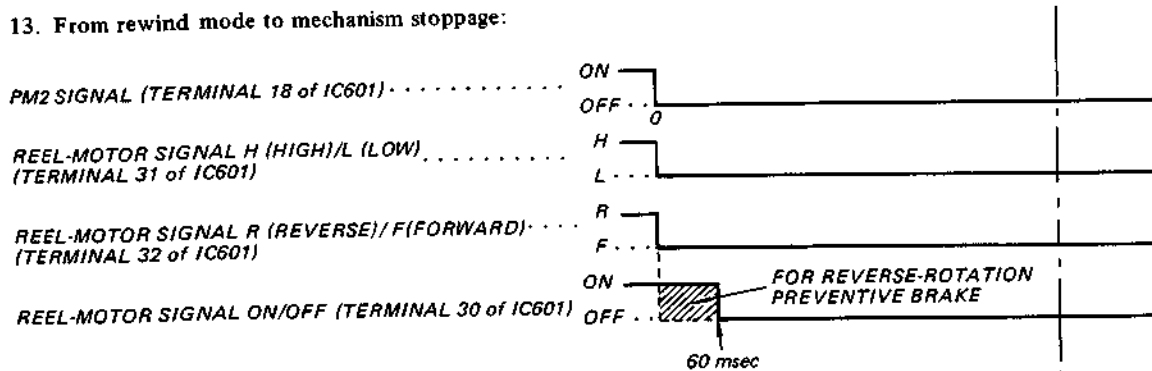 13. From rewind mode to mechanism stoppage:
PM2 SIGNAL (TERMINAL 18 of IC601) · · · · · · · · · · · · ON
OFF · ·
0
REEL-MOTOR SIGNAL H (HIGH)/L (LOW) . . . . . . . . . . . H
(TERMINAL 31 of IC601) L · · ·
REEL-MOTOR SIGNAL R (REVERSE)/F(FORWARD) · · · · R
(TERMINAL 32 of IC601) F · · ·
REEL-MOTOR SIGNAL ON/OFF (TERMINAL 30 of IC601) ON
OFF · ·
FOR REVERSE-ROTATION
PREVENTIVE BRAKE
60 msec